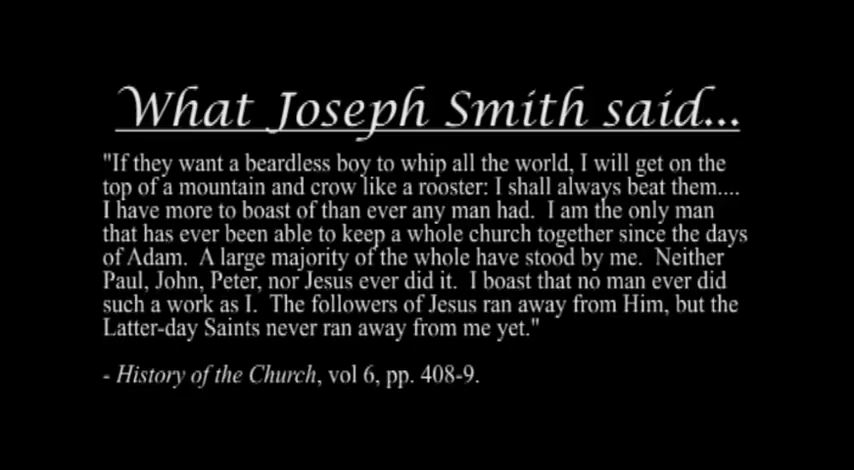 What Joseph Smith said...
"If they want a beardless boy to whip all the world, I will get on the
top of a mountain and crow like a rooster: I shall always beat them....
I have more to boast of than ever any man had.  I am the only man
that has ever been able to keep a whole church together since the days
of Adam.  A large majority of the whole have stood by me.  Neither
Paul, John, Peter, nor Jesus ever did it.  I boast that no man ever did
such a work as I.  The followers of Jesus ran away from Him, but the
Latter-day Saints never ran away from me yet."
- History of the Church, vol 6, pp. 408-9.